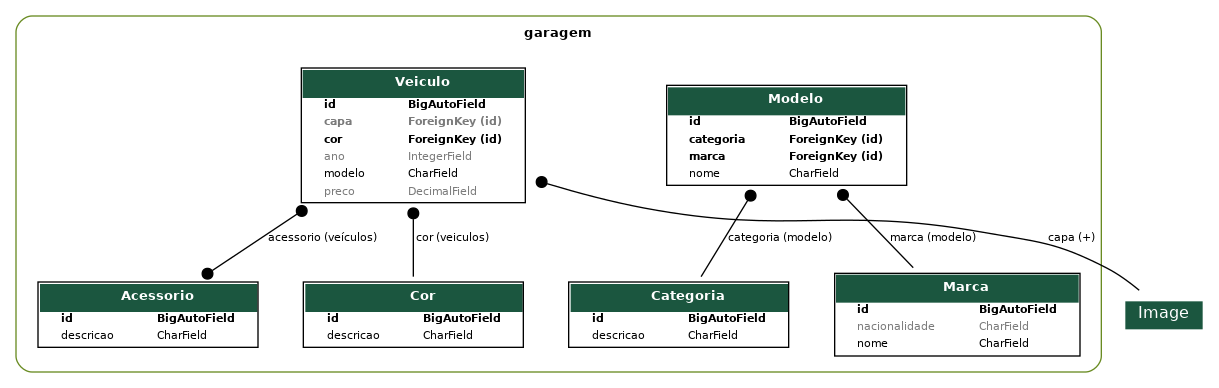 garagem
Veiculo
id BigAutoField
capa ForeignKey (id)
cor ForeignKey (id)
ano IntegerField
modelo CharField
preco DecimalField
Modelo
id BigAutoField
categoria ForeignKey (id)
marca ForeignKey (id)
nome CharField
acessorio (veículos)
cor (veiculos)
categoria (modelo)
marca (modelo)
capa (+)
Acessorio
id BigAutoField
descricao CharField
Cor
id BigAutoField
descricao CharField
Categoria
id BigAutoField
descricao CharField
Marca
id BigAutoField
nacionalidade CharField
nome CharField
Image